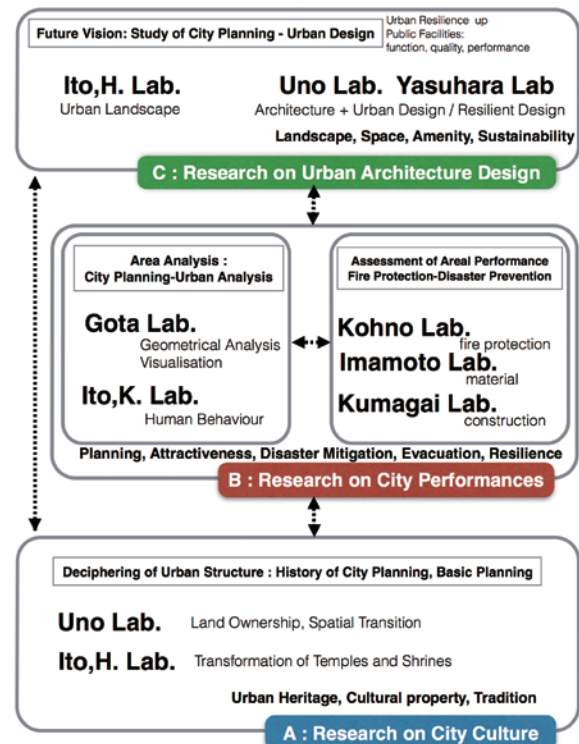 Future Vision: Study of City Planning - Urban Design
Urban Resilience up
Public Facilities:
function, quality, performance
Ito,H. Lab.
Urban Landscape
Uno Lab. Yasuhara Lab
Architecture + Urban Design / Resilient Design
Landscape, Space, Amenity, Sustainability
C : Research on Urban Architecture Design
Area Analysis :
City Planning-Urban Analysis
Gota Lab.
Geometrical Analysis
Visualisation
Ito,K. Lab.
Human Behaviour
Assessment of Areal Performance
Fire Protection-Disaster Prevention
Kohno Lab.
fire protection
Imamoto Lab.
material
Kumagai Lab.
construction
Planning, Attractiveness, Disaster Mitigation, Evacuation, Resilience
B : Research on City Performances
Deciphering of Urban Structure : History of City Planning, Basic Planning
Uno Lab. Land Ownership, Spatial Transition
Ito,H. Lab. Transformation of Temples and Shrines
Urban Heritage, Cultural property, Tradition
A : Research on City Culture